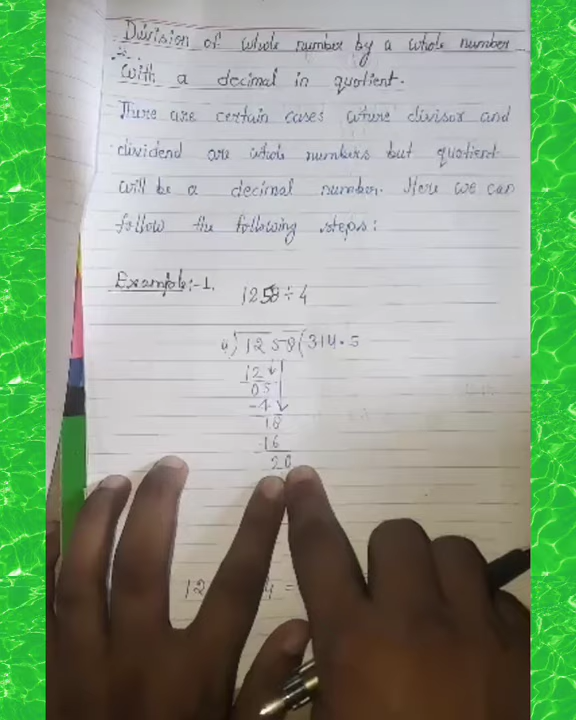 Division of whole number by a whole number
with a decimal in quotient.
There are certain cases where divisor and
dividend are whole numbers but quotient
will be a decimal number. Here we can
follow the following steps:
Example:-1.
1258÷4
4)1258(314.5
12
05
-4
18
16
20
12 4 =